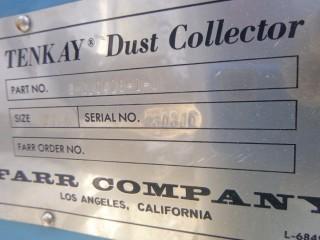 TENKAY® Dust Collector
PART NO.
SIZE SERIAL NO.
FARR ORDER NO.
FARR COMPANY
LOS ANGELES, CALIFORNIA